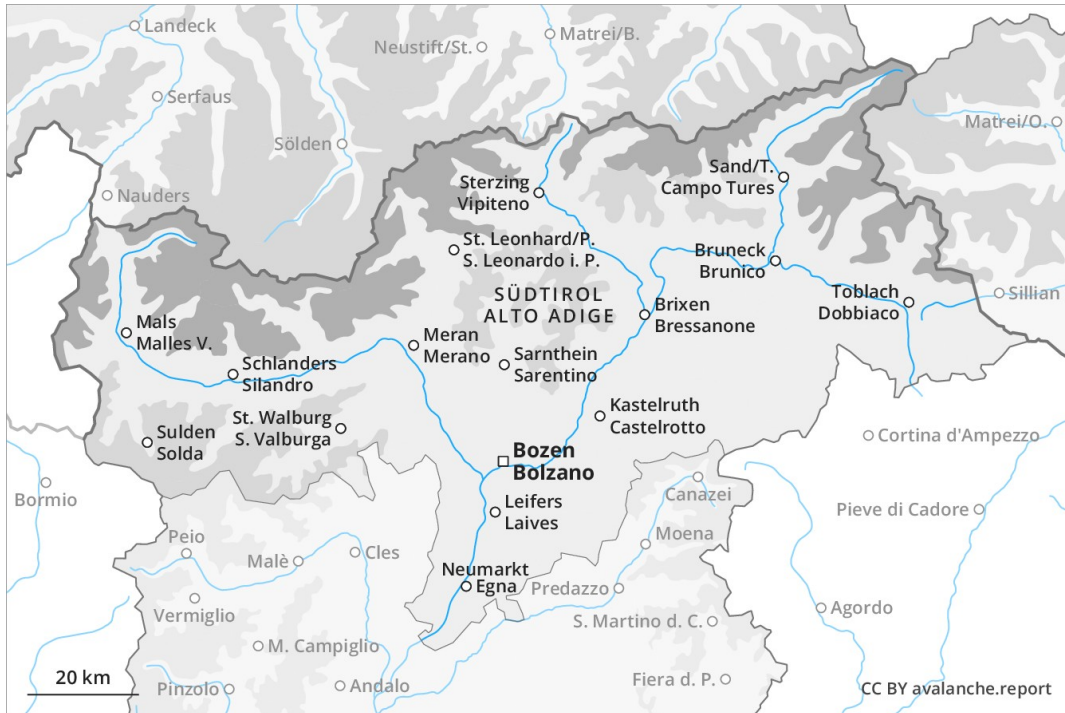 Landeck
Matrei/B.
Neustift/St.
Serfaus
Matrei/O.
Sölden
Sand/T.
Campo Tures
Sterzing
Vipiteno
Nauders
St. Leonhard/P.
S. Leonardo i. P.
Bruneck
Brunico
SÜDTIROL
ALTO ADIGE
Toblach
Dobbiaco
Sillian
Brixen
Bressanone
Mals
Malles V.
Meran
Merano
Sarnthein
Sarentino
Schlanders
Silandro
St. Walburg
S. Valburga
Kastelruth
Castelrotto
Sulden
Solda
Cortina d'Ampezzo
Bozen
Bolzano
Bormio
Canazei
Leifers
Laives
Pieve di Cadore
Peio
Moena
Malè
Cles
Neumarkt
Egna
Predazzo
Vermiglio
Agordo
S. Martino d. C.
M. Campiglio
20 km
Pinzolo
Andalo
Fiera d. P.
CC BY avalanche.report